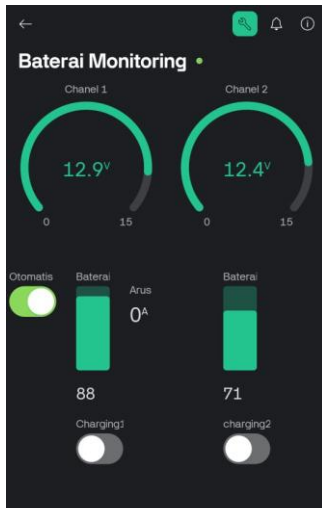 Baterai Monitoring
Chanel 1
Chanel 2
12.9V
12.4V
0
15
0
15
Otomatis
Baterai
Arus
Baterai
0A
88
71
Charging1
charging2